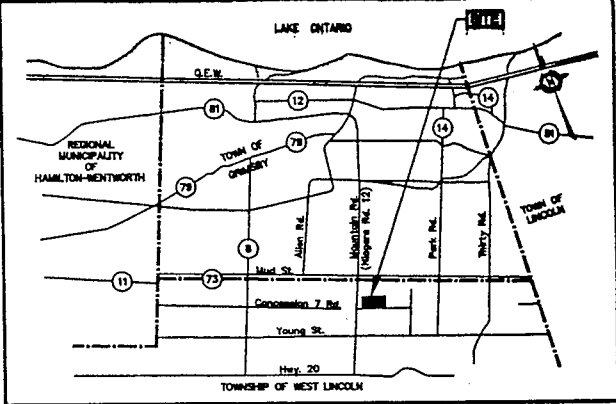 LAKE ONTARIO
Q.E.W.
81
12
14
14
81
REGIONAL
MUNICIPALITY
OF
HAMILTON-WENTWORTH
79
TOWN OF
GRIMSBY
79
TOWN OF
LINCOLN
Allen Rd.
Mountain Rd.
(Niagara Rd. 12)
Park Rd.
Thirty Rd.
8
11
73
Mud St.
Concession 7 Rd.
Young St.
Hwy. 20
TOWNSHIP OF WEST LINCOLN